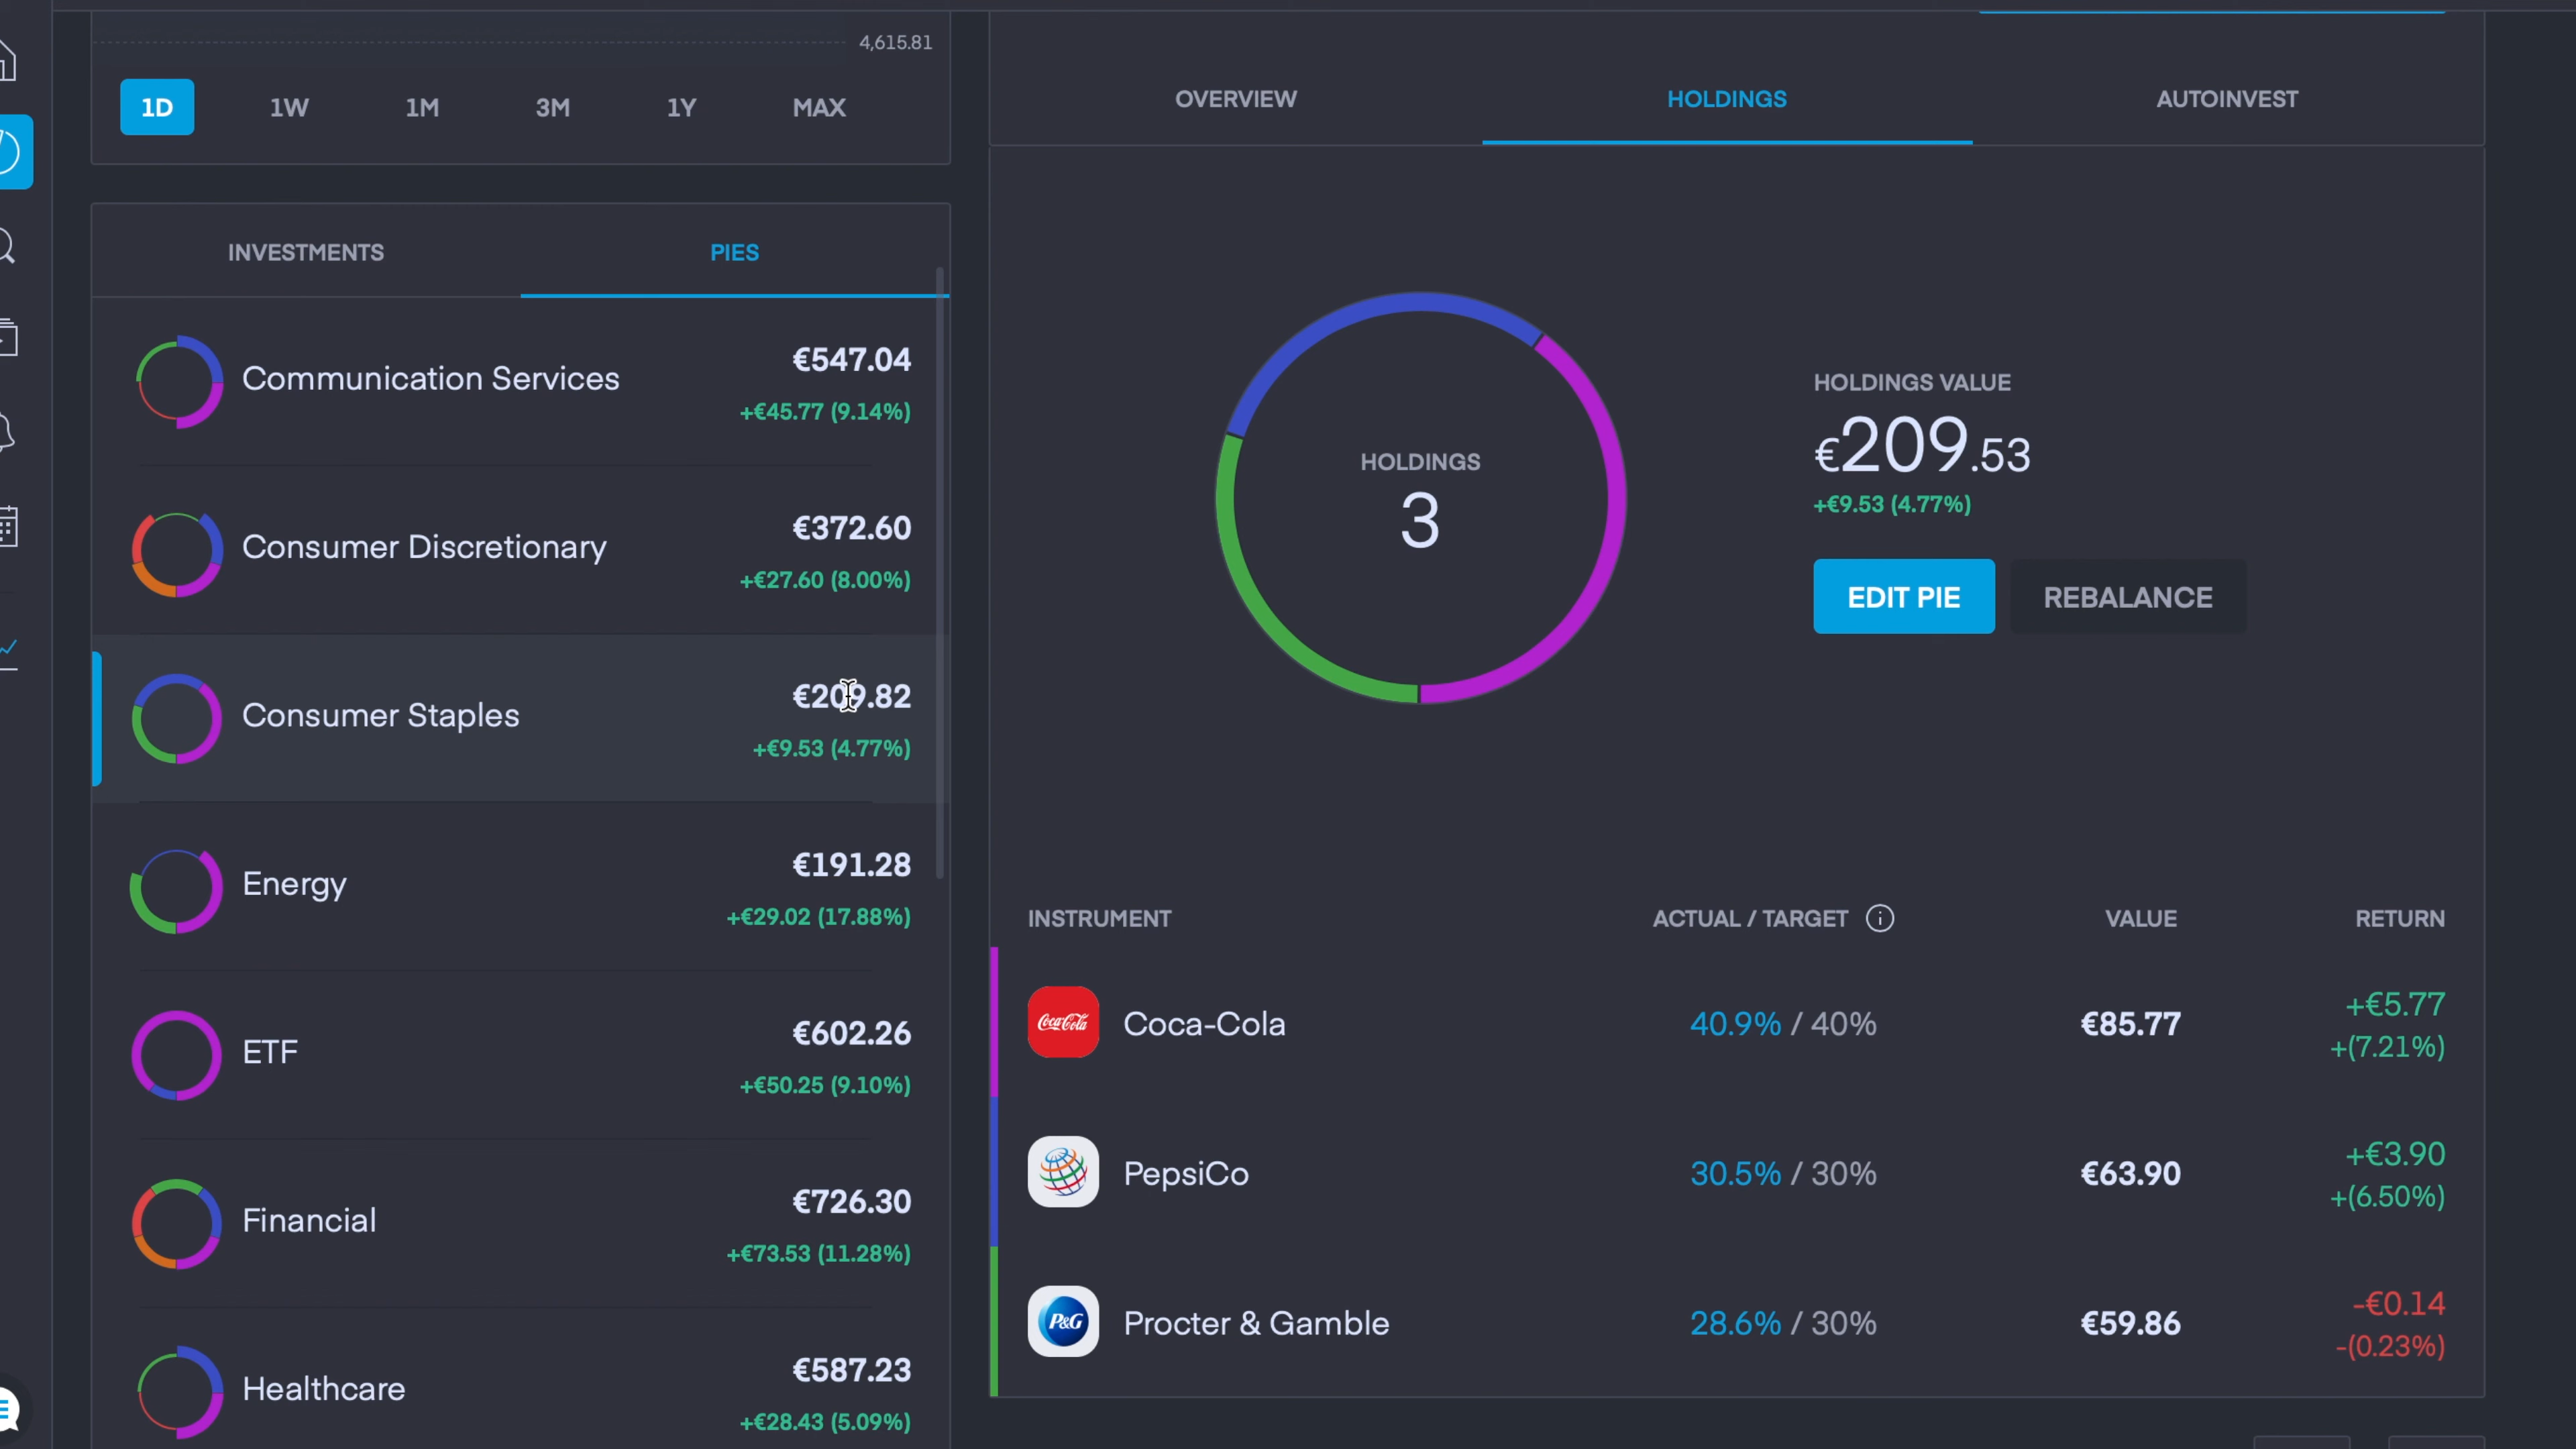 4,615.81
1D 1W 1M 3M 1Y MAX
INVESTMENTS PIES
Communication Services €547.04
+€45.77 (9.14%)
Consumer Discretionary €372.60
+€27.60 (8.00%)
Consumer Staples €209.82
+€9.53 (4.77%)
Energy €191.28
+€29.02 (17.88%)
ETF €602.26
+€50.25 (9.10%)
Financial €726.30
+€73.53 (11.28%)
Healthcare €587.23
+€28.43 (5.09%)
OVERVIEW HOLDINGS AUTOINVEST
HOLDINGS
3
HOLDINGS VALUE
€209.53
+€9.53 (4.77%)
EDIT PIE REBALANCE
INSTRUMENT ACTUAL / TARGET i VALUE RETURN
Coca-Cola Coca-Cola 40.9% / 40% €85.77 +€5.77
+(7.21%)
PepsiCo 30.5% / 30% €63.90 +€3.90
+(6.50%)
P&G Procter & Gamble 28.6% / 30% €59.86 -€0.14
-(0.23%)